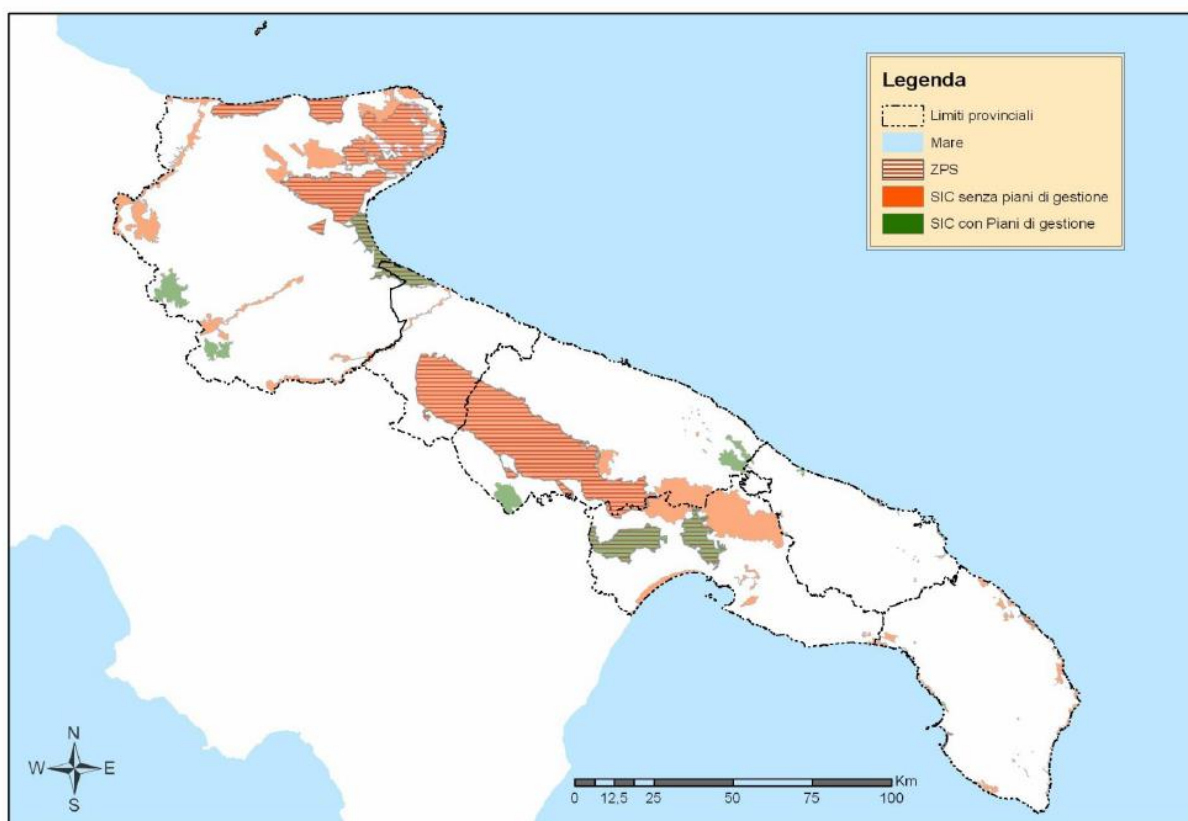 Legenda
Limiti provinciali
Mare
ZPS
SIC senza piani di gestione
SIC con Piani di gestione
N
W E
S
Km
0 12,5 25 50 75 100